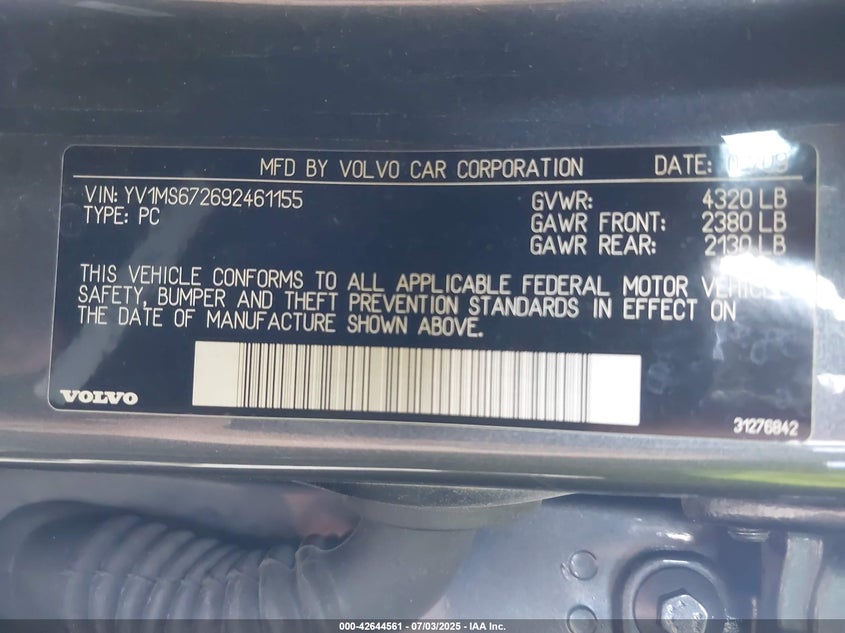 MFD BY VOLVO CAR CORPORATION DATE:
VIN: YV1MS672692461155
TYPE: PC
GVWR: 4320 LB
GAWR FRONT: 2380 LB
GAWR REAR: 2130 LB
THIS VEHICLE CONFORMS TO ALL APPLICABLE FEDERAL MOTOR VEHICLE
SAFETY, BUMPER AND THEFT PREVENTION STANDARDS IN EFFECT ON
THE DATE OF MANUFACTURE SHOWN ABOVE.
VOLVO
31276842
000-42644561 - 07/03/2025 - IAA Inc.